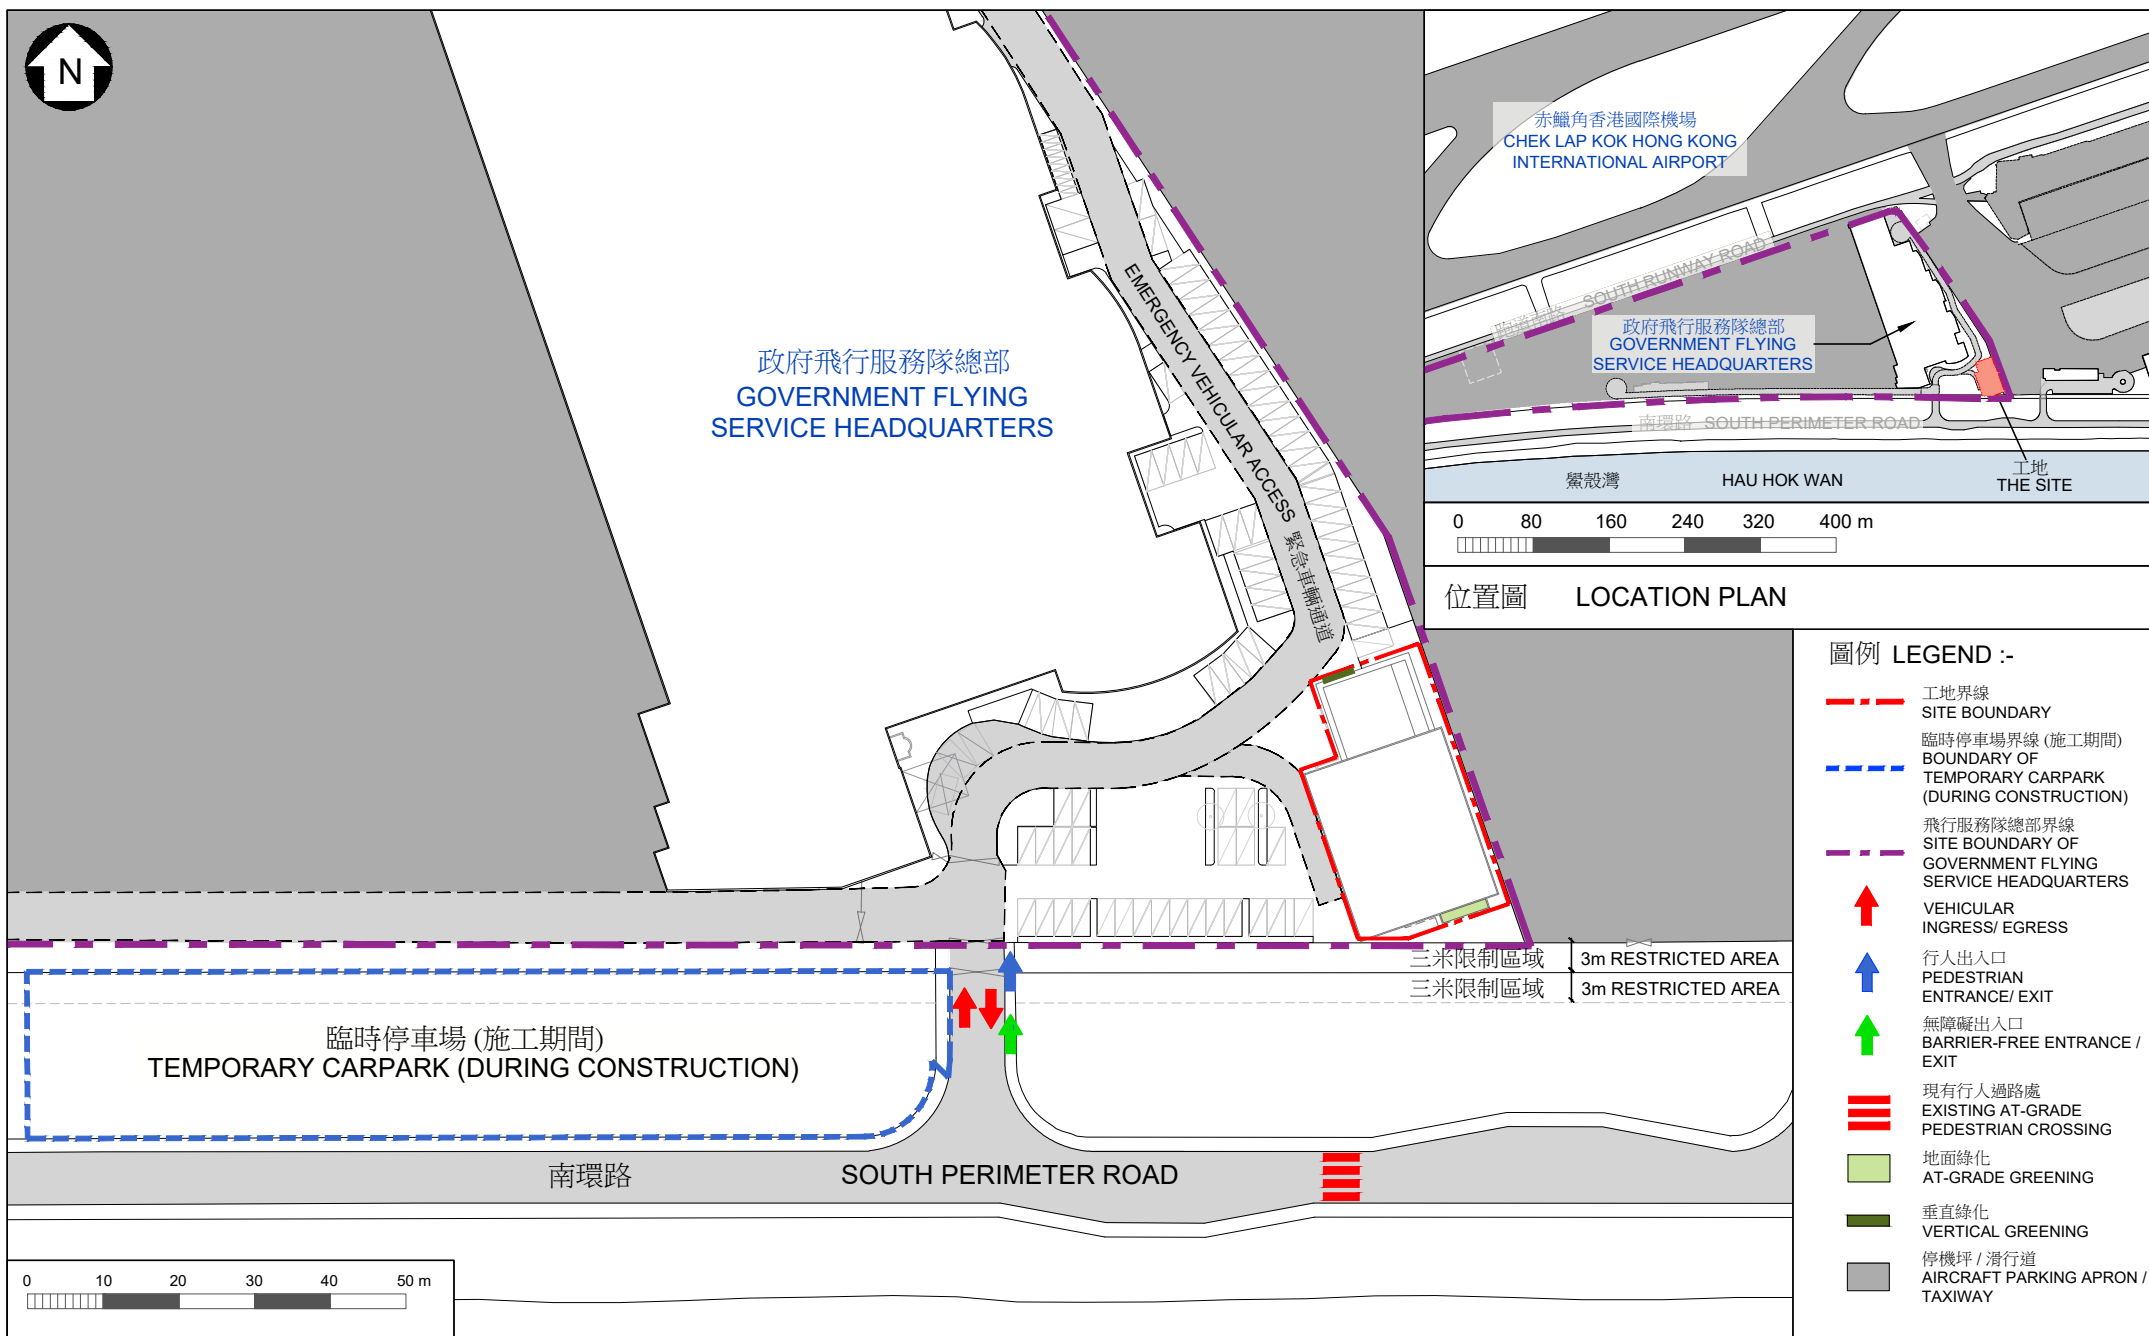 N
政府飛行服務隊總部
GOVERNMENT FLYING
SERVICE HEADQUARTERS
EMERGENCY VEHICULAR ACCESS 緊急車輛通道
三米限制區域 3m RESTRICTED AREA
三米限制區域 3m RESTRICTED AREA
臨時停車場 (施工期間)
TEMPORARY CARPARK (DURING CONSTRUCTION)
南環路 SOUTH PERIMETER ROAD
0 10 20 30 40 50 m
赤鱲角香港國際機場
CHEK LAP KOK HONG KONG
INTERNATIONAL AIRPORT
SOUTH RUNWAY ROAD
政府飛行服務隊總部
GOVERNMENT FLYING
SERVICE HEADQUARTERS
南環路 SOUTH PERIMETER ROAD
鱟殼灣 HAU HOK WAN
工地
THE SITE
0 80 160 240 320 400 m
位置圖 LOCATION PLAN
圖例 LEGEND :-
工地界線
SITE BOUNDARY
臨時停車場界線 (施工期間)
BOUNDARY OF
TEMPORARY CARPARK
(DURING CONSTRUCTION)
飛行服務隊總部界線
SITE BOUNDARY OF
GOVERNMENT FLYING
SERVICE HEADQUARTERS
VEHICULAR
INGRESS/ EGRESS
行人出入口
PEDESTRIAN
ENTRANCE/ EXIT
無障礙出入口
BARRIER-FREE ENTRANCE /
EXIT
現有行人過路處
EXISTING AT-GRADE
PEDESTRIAN CROSSING
地面綠化
AT-GRADE GREENING
垂直綠化
VERTICAL GREENING
停機坪 / 滑行道
AIRCRAFT PARKING APRON /
TAXIWAY